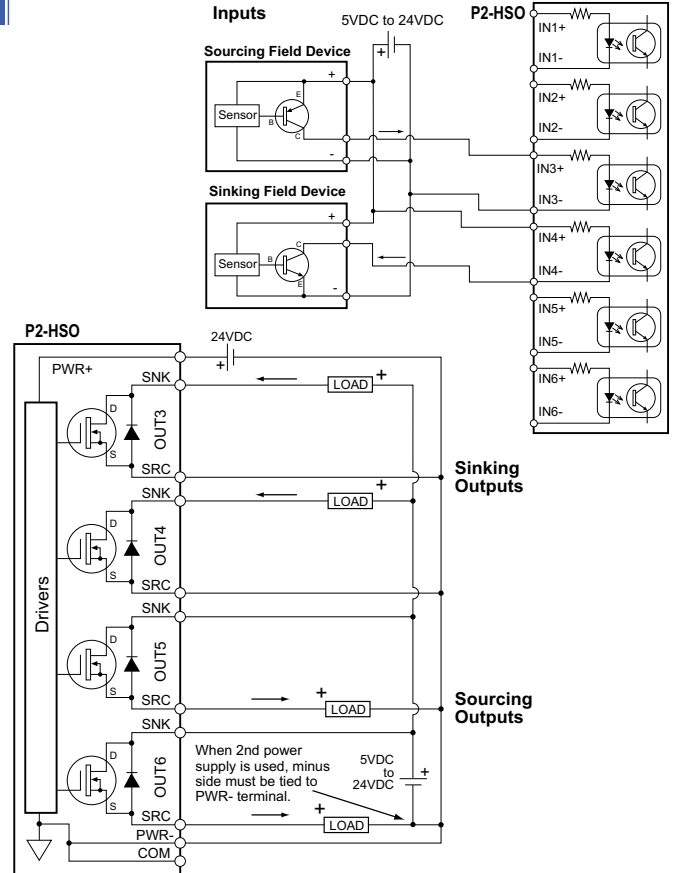 Inputs
5VDC to 24VDC
P2-HSO
+
IN1+
IN1-
IN2+
IN2-
IN3+
IN3-
IN4+
IN4-
IN5+
IN5-
IN6+
IN6-
Sourcing Field Device
+
E
Sensor
B
C
-
Sinking Field Device
+
C
Sensor
B
E
-
P2-HSO
24VDC
+
PWR+
SNK
LOAD
+
D
OUT3
S
SRC
SNK
LOAD
+
Sinking
Outputs
D
OUT4
S
SRC
Drivers
SNK
D
OUT5
S
SRC
+
LOAD
Sourcing
Outputs
SNK
D
OUT6
S
When 2nd power
supply is used, minus
side must be tied to
PWR- terminal.
5VDC
to
24VDC
+
SRC
+
LOAD
PWR-
COM